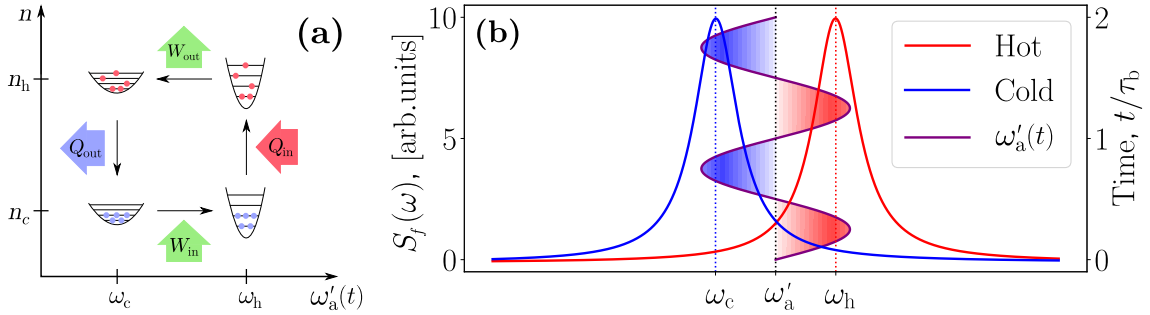 n
(a)
W_out
n_h
Q_out
Q_in
n_c
W_in
ω_c
ω_h
ω′_a(t)
(b)
S_f(ω), [arb.units]
10
5
0
Hot
Cold
ω′_a(t)
2
1
0
Time, t/τ_b
ω_c
ω′_a
ω_h